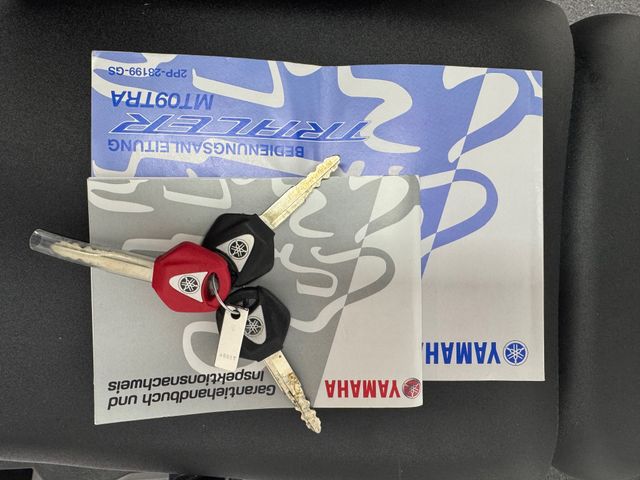 YAMAHA
Garantiehandbuch und
Inspektionsnachweis
YAMAHA
BEDIENUNGSANLEITUNG
TRACER
MT09TRA
2PP-28199-GS